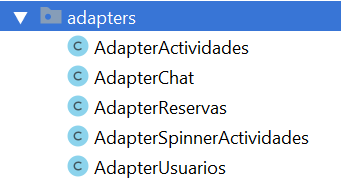 adapters
C AdapterActividades
C AdapterChat
C AdapterReservas
C AdapterSpinnerActividades
C AdapterUsuarios